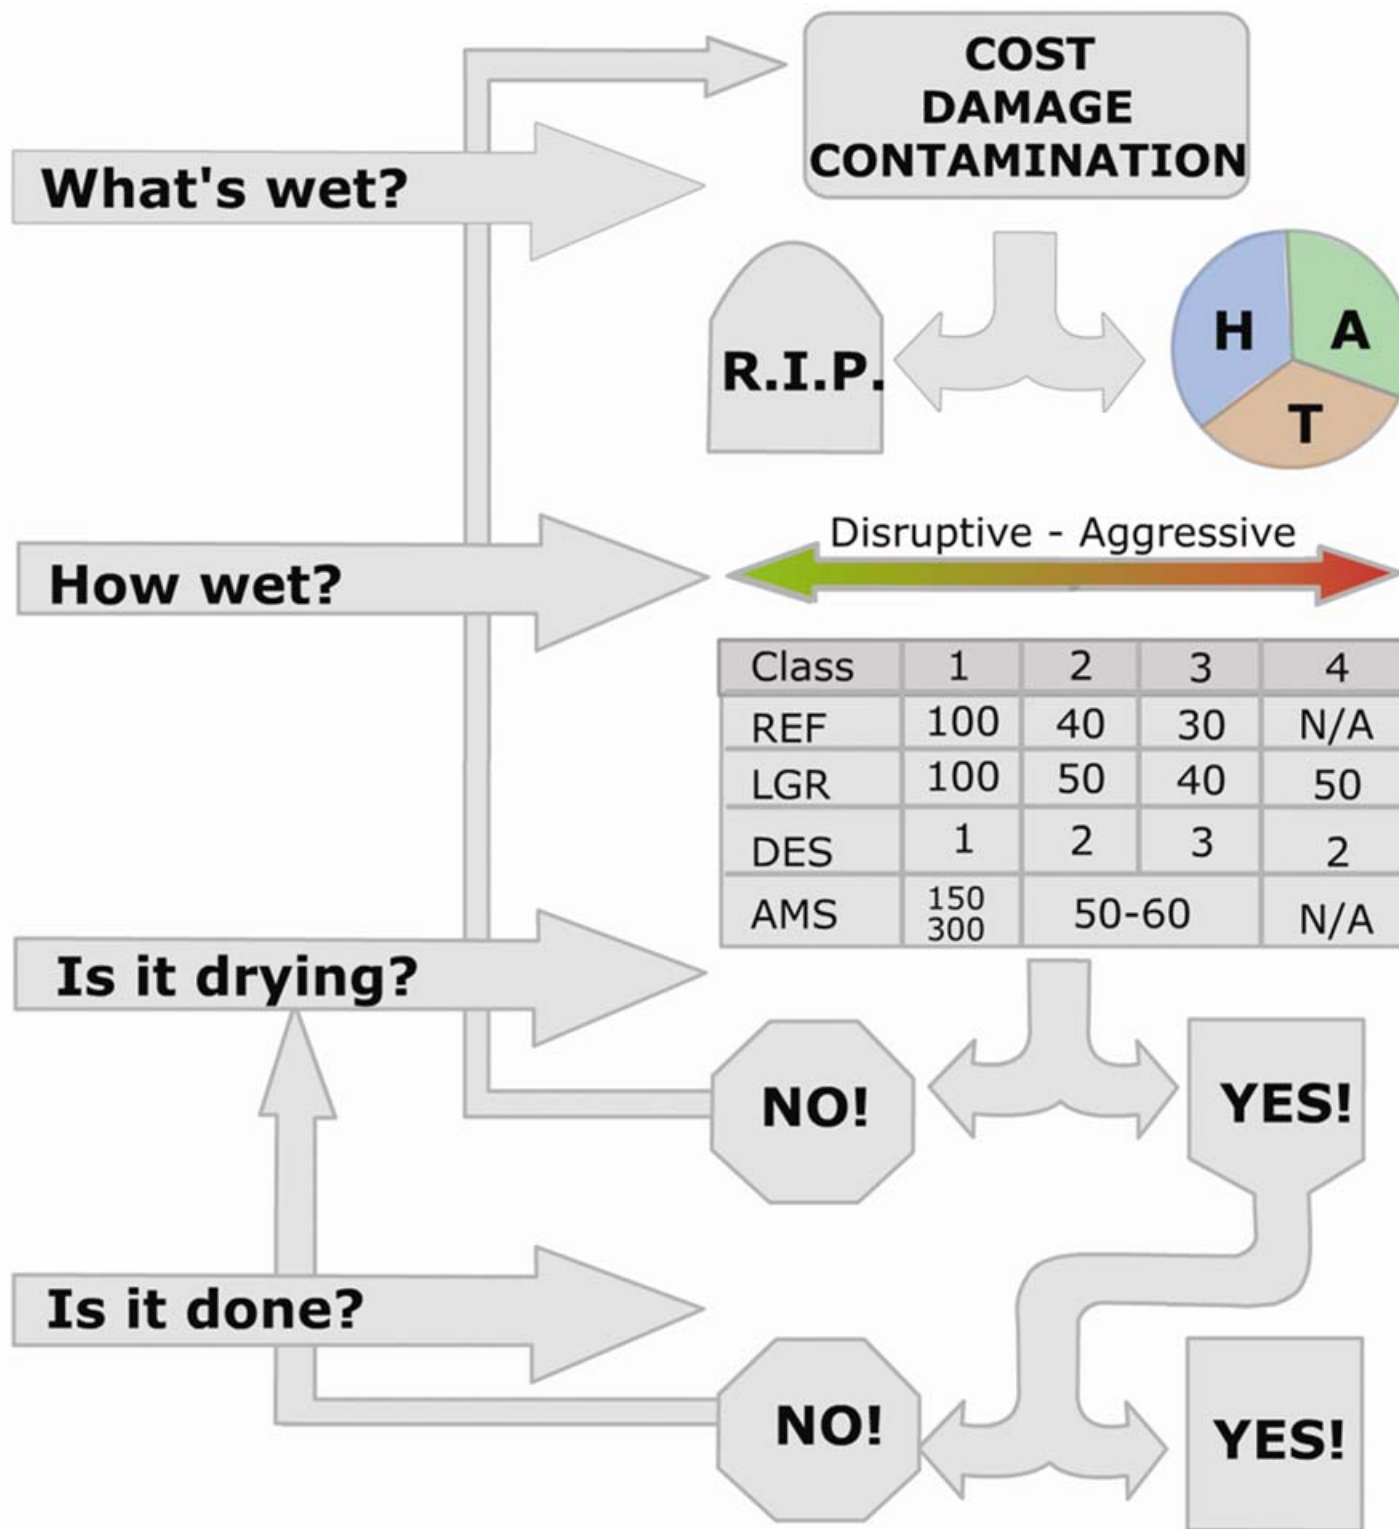 COST
DAMAGE
CONTAMINATION
What's wet?
R.I.P.
H A
T
Disruptive - Aggressive
How wet?
Class 1 2 3 4
REF 100 40 30 N/A
LGR 100 50 40 50
DES 1 2 3 2
AMS 150 300 50-60 N/A
Is it drying?
NO! YES!
Is it done?
NO! YES!